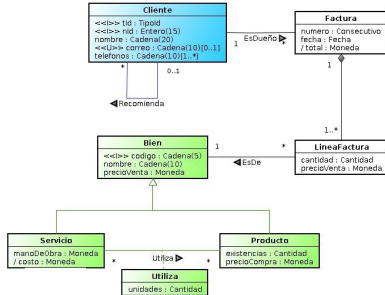 Cliente
<<I>> tId : TipoId
<<I>> nId : Entero(15)
nombre : Cadena(20)
<<U>> correo : Cadena(10)[0..1]
telefonos : Cadena(10)[1..*]
Factura
numero : Consecutivo
fecha : Fecha
/ total : Moneda
EsDueño
1
*
*
0..1
Recomienda
1
1..*
Bien
<<I>> codigo : Cadena(5)
nombre : Cadena(10)
precioVenta : Moneda
1
*
EsDe
LineaFactura
cantidad : Cantidad
precioVenta : Moneda
Servicio
manoDeObra : Moneda
/ costo : Moneda
*
Utiliza
*
Producto
existencias : Cantidad
precioCompra : Moneda
Utiliza
unidades : Cantidad